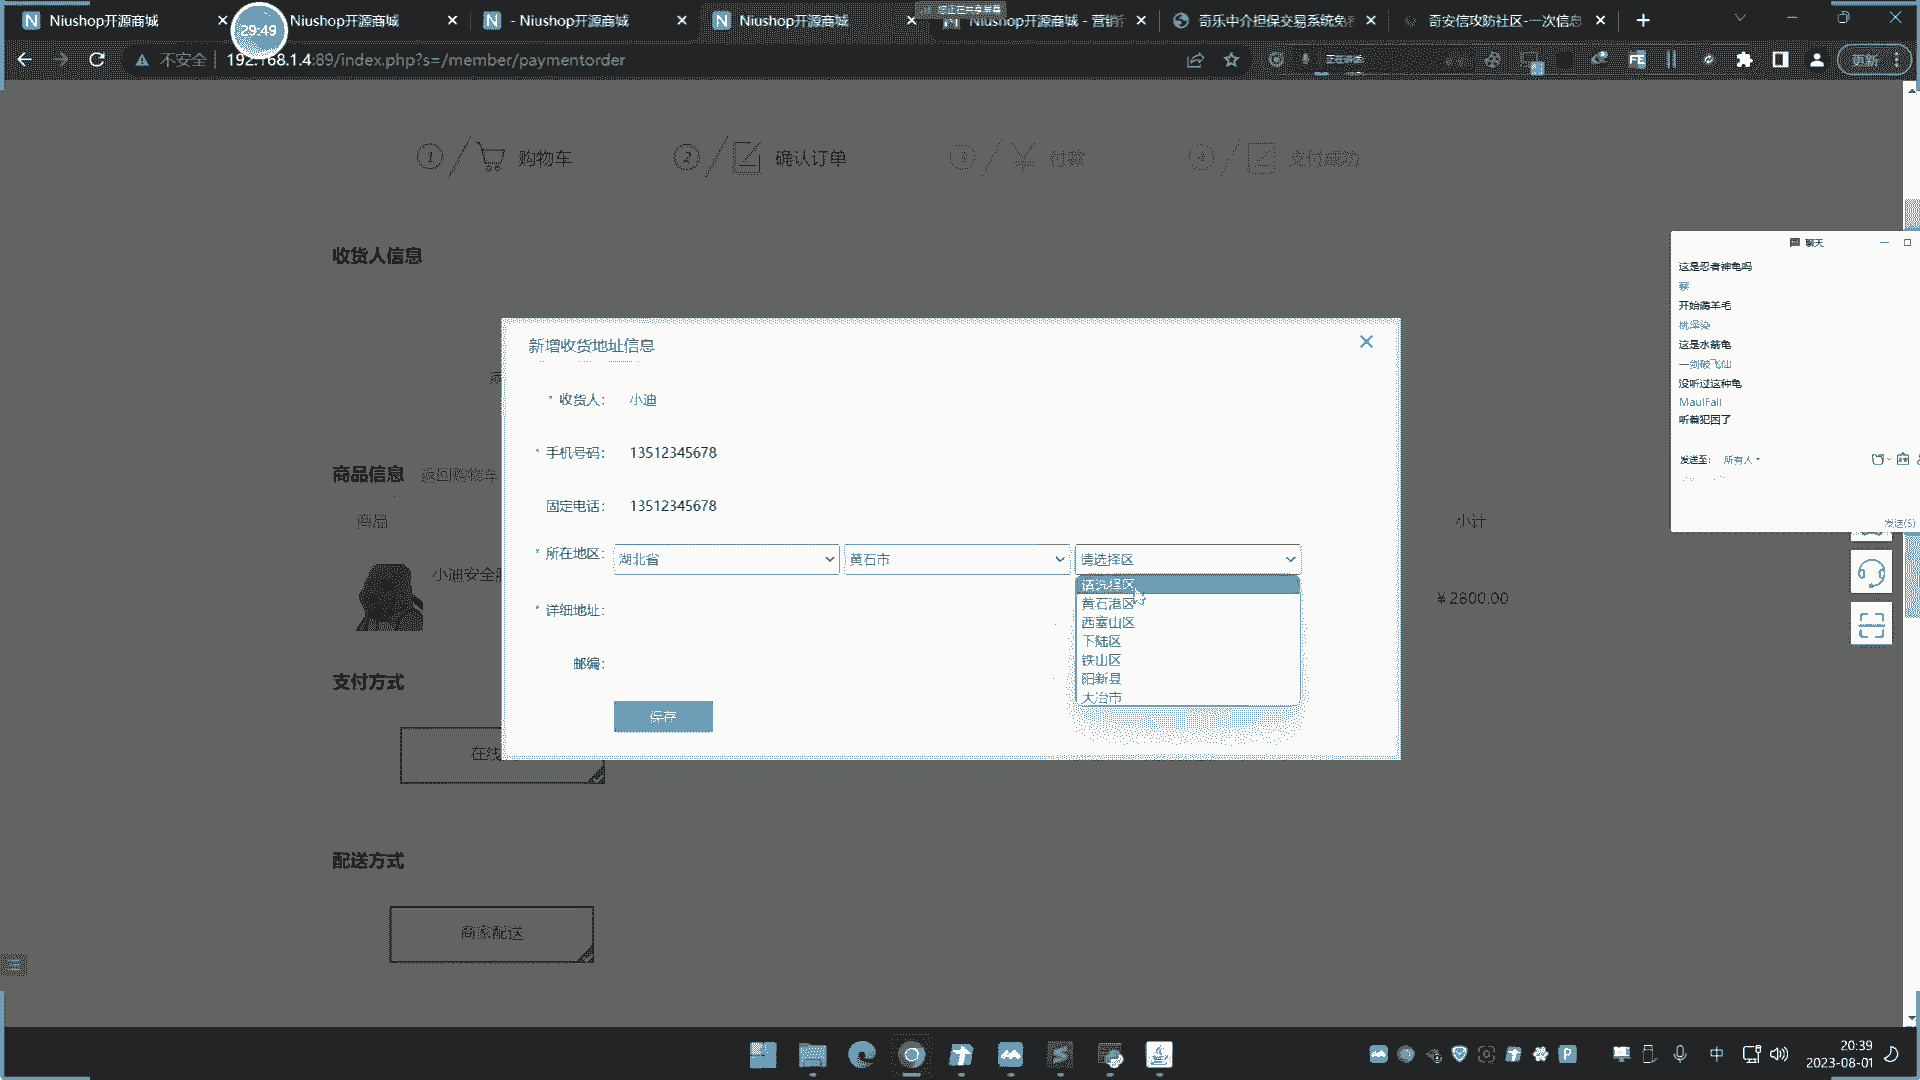 Niushop开源商城
Niushop开源商城
- Niushop开源商城
Niushop开源商城
Niushop开源商城 - 营销
奇乐中介担保交易系统免
奇安信攻防社区-一次信息
29:49
不安全
192.168.1.4:89/index.php?s=/member/paymentorder
正在讲话:
更新
1
购物车
2
确认订单
3
付款
4
支付成功
收货人信息
新增收货地址信息
* 收货人:
小迪
* 手机号码:
13512345678
固定电话:
13512345678
* 所在地区:
湖北省
黄石市
请选择区
请选择区
黄石港区
西塞山区
下陆区
铁山区
阳新县
大冶市
* 详细地址:
邮编:
保存
商品信息
返回购物车
商品
小计
小迪安全
¥2800.00
支付方式
在线
配送方式
商家配送
聊天
这是忍者神龟吗
蔡
开始薅羊毛
这是水箭龟
一剑破飞仙
没听过这种龟
MaulFall
听着犯困了
发送至:
所有人
发送(S)
中
20:39
2023-08-01